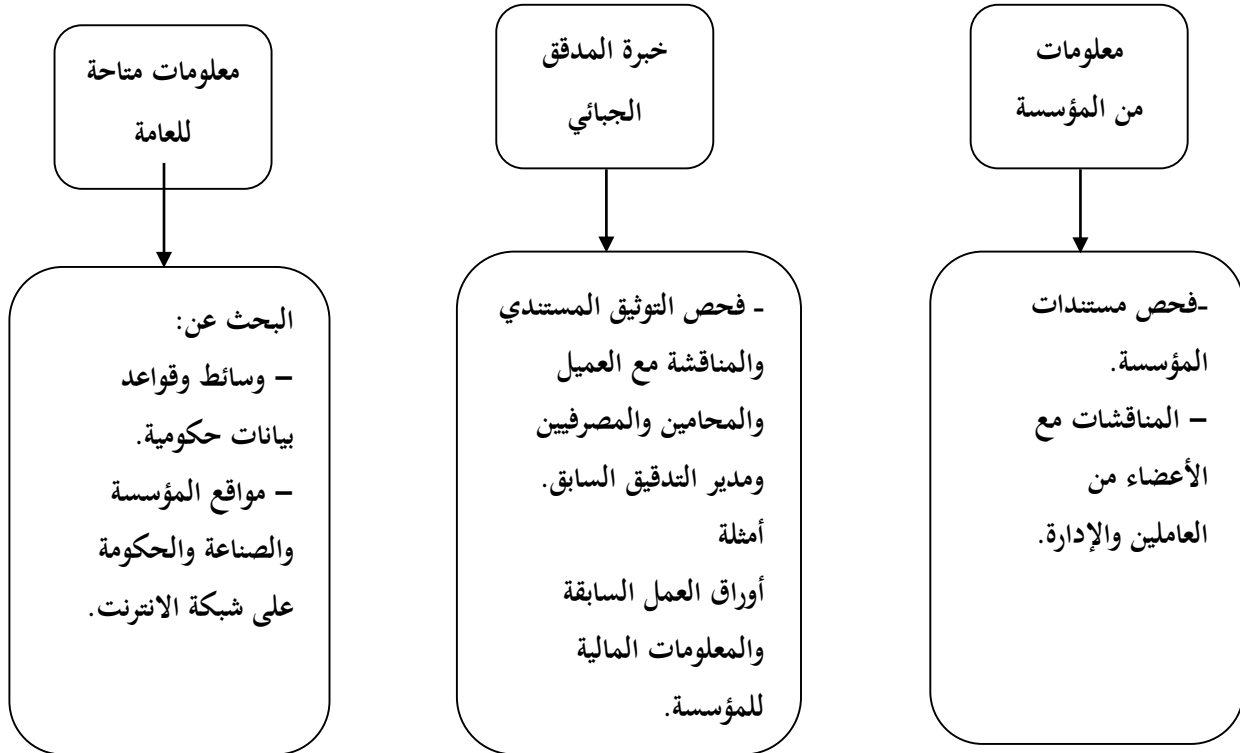 معلومات
من المؤسسة
-فحص مستندات
المؤسسة.
– المناقشات مع
الأعضاء من
العاملين والإدارة.
خبرة المدقق
الجبائي
- فحص التوثيق المستندي
والمناقشة مع العميل
والمحامين والمصرفيين
ومدير التدقيق السابق.
أمثلة
أوراق العمل السابقة
والمعلومات المالية
للمؤسسة.
معلومات متاحة
للعامة
البحث عن:
– وسائط وقواعد
بيانات حكومية.
– مواقع المؤسسة
والصناعة والحكومة
على شبكة الانترنت.